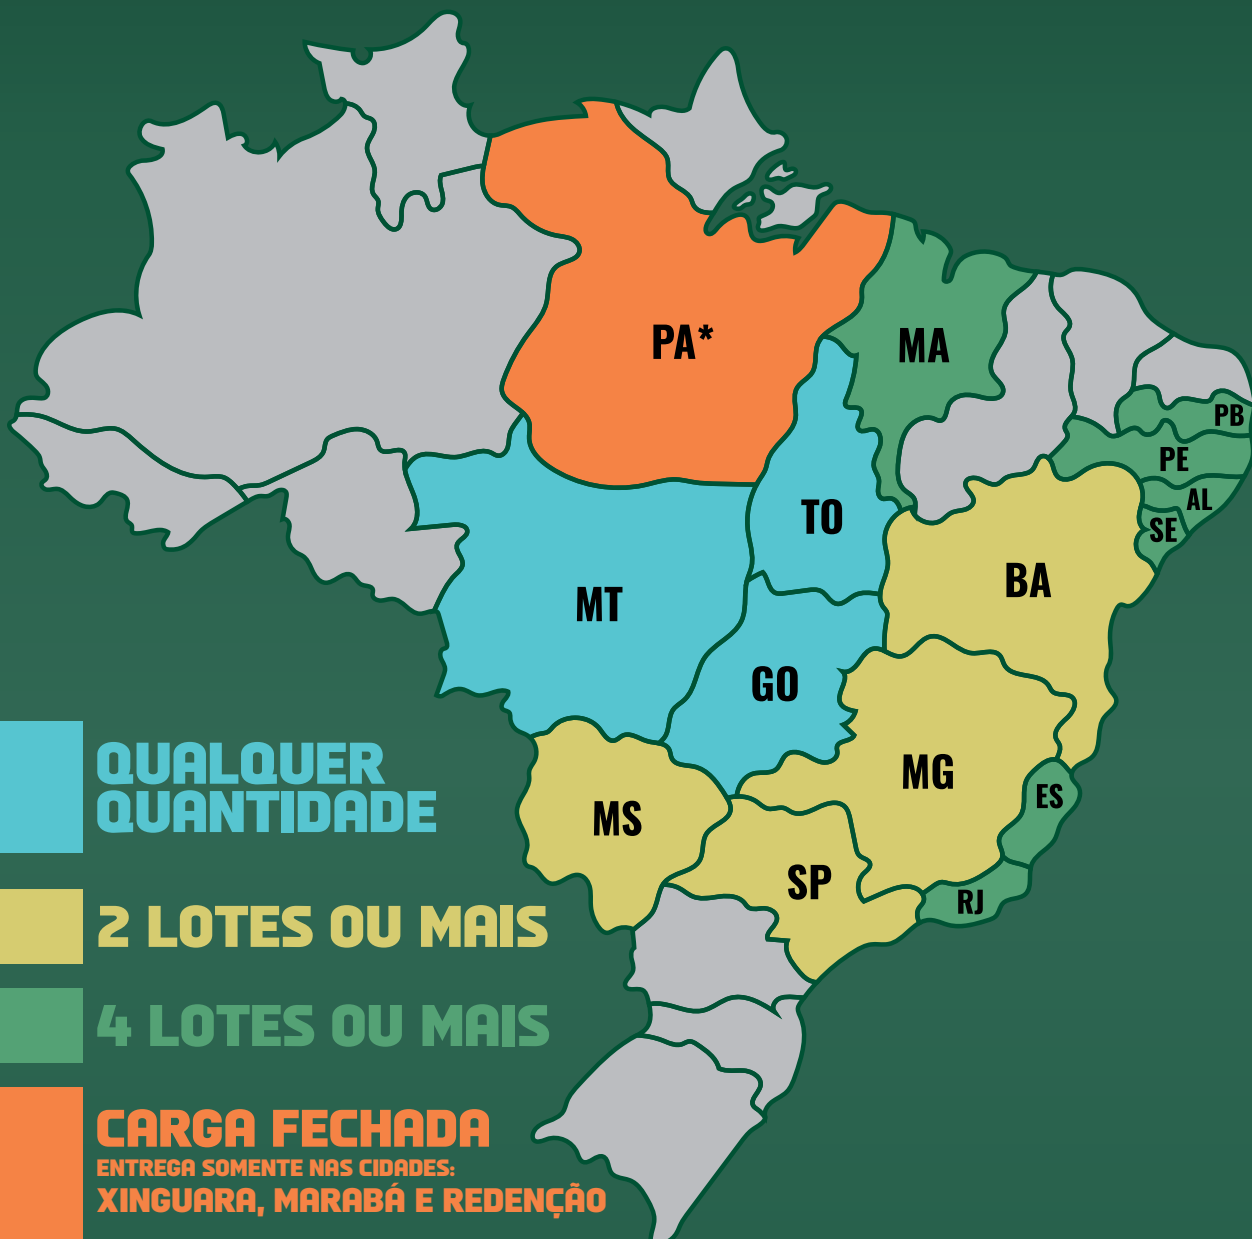 PA*
MA
PB
PE
AL
SE
TO
BA
MT
GO
MG
ES
MS
SP
RJ
QUALQUER
QUANTIDADE
2 LOTES OU MAIS
4 LOTES OU MAIS
CARGA FECHADA
ENTREGA SOMENTE NAS CIDADES:
XINGUARA, MARABÁ E REDENÇÃO